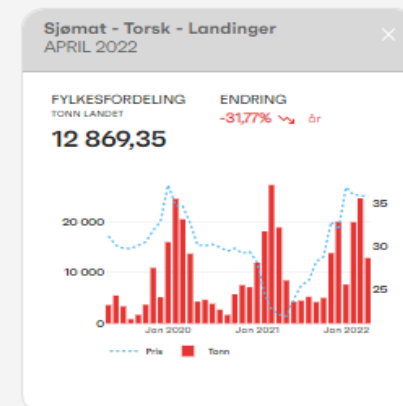 Sjømat - Torsk - Landinger
APRIL 2022
FYLKESFORDELING
TONN LANDET
12 869,35
ENDRING
-31,77% år
20 000
10 000
0
35
30
25
Jan 2020 Jan 2021 Jan 2022
Pris Tonn